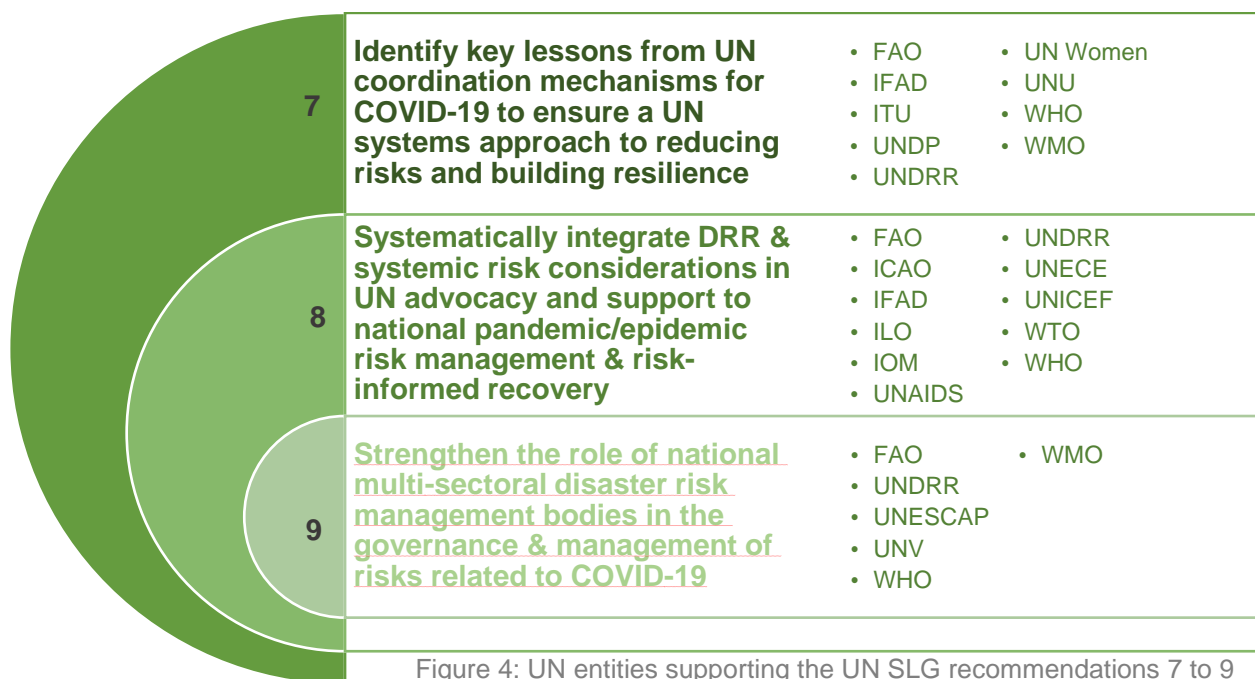 7
Identify key lessons from UN
coordination mechanisms for
COVID-19 to ensure a UN
systems approach to reducing
risks and building resilience
• FAO
• IFAD
• ITU
• UNDP
• UNDRR
• UN Women
• UNU
• WHO
• WMO
8
Systematically integrate DRR &
systemic risk considerations in
UN advocacy and support to
national pandemic/epidemic
risk management & risk-
informed recovery
• FAO
• ICAO
• IFAD
• ILO
• IOM
• UNAIDS
• UNDRR
• UNECE
• UNICEF
• WTO
• WHO
9
Strengthen the role of national
multi-sectoral disaster risk
management bodies in the
governance & management of
risks related to COVID-19
• FAO
• UNDRR
• UNESCAP
• UNV
• WHO
• WMO
Figure 4: UN entities supporting the UN SLG recommendations 7 to 9